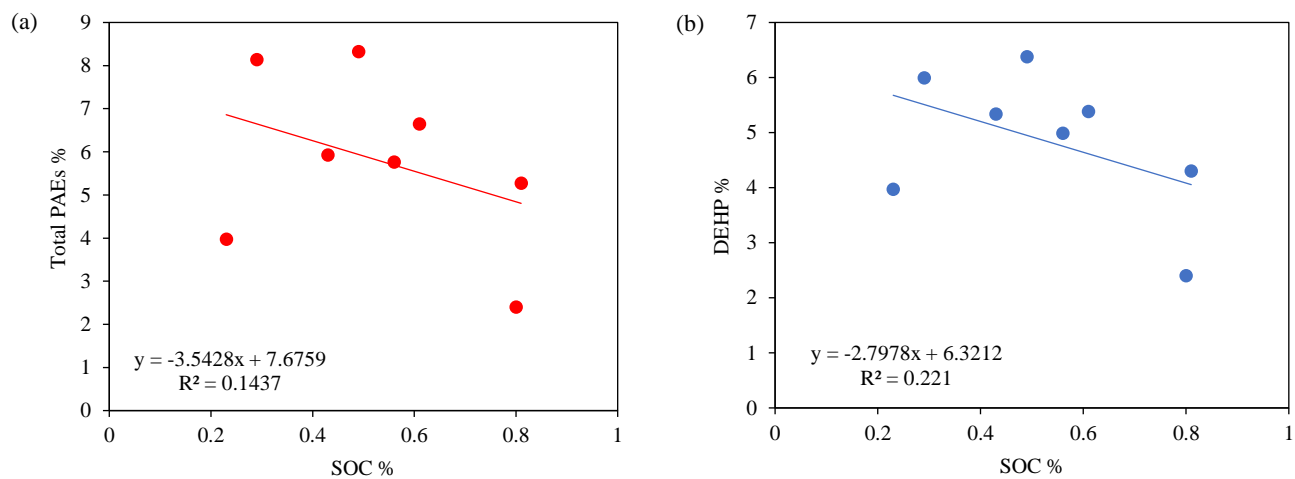 (a)
9
8
7
6
5
4
3
2
1
0
Total PAEs %
y = -3.5428x + 7.6759
R² = 0.1437
0 0.2 0.4 0.6 0.8 1
SOC %
(b)
7
6
5
4
3
2
1
0
DEHP %
y = -2.7978x + 6.3212
R² = 0.221
0 0.2 0.4 0.6 0.8 1
SOC %